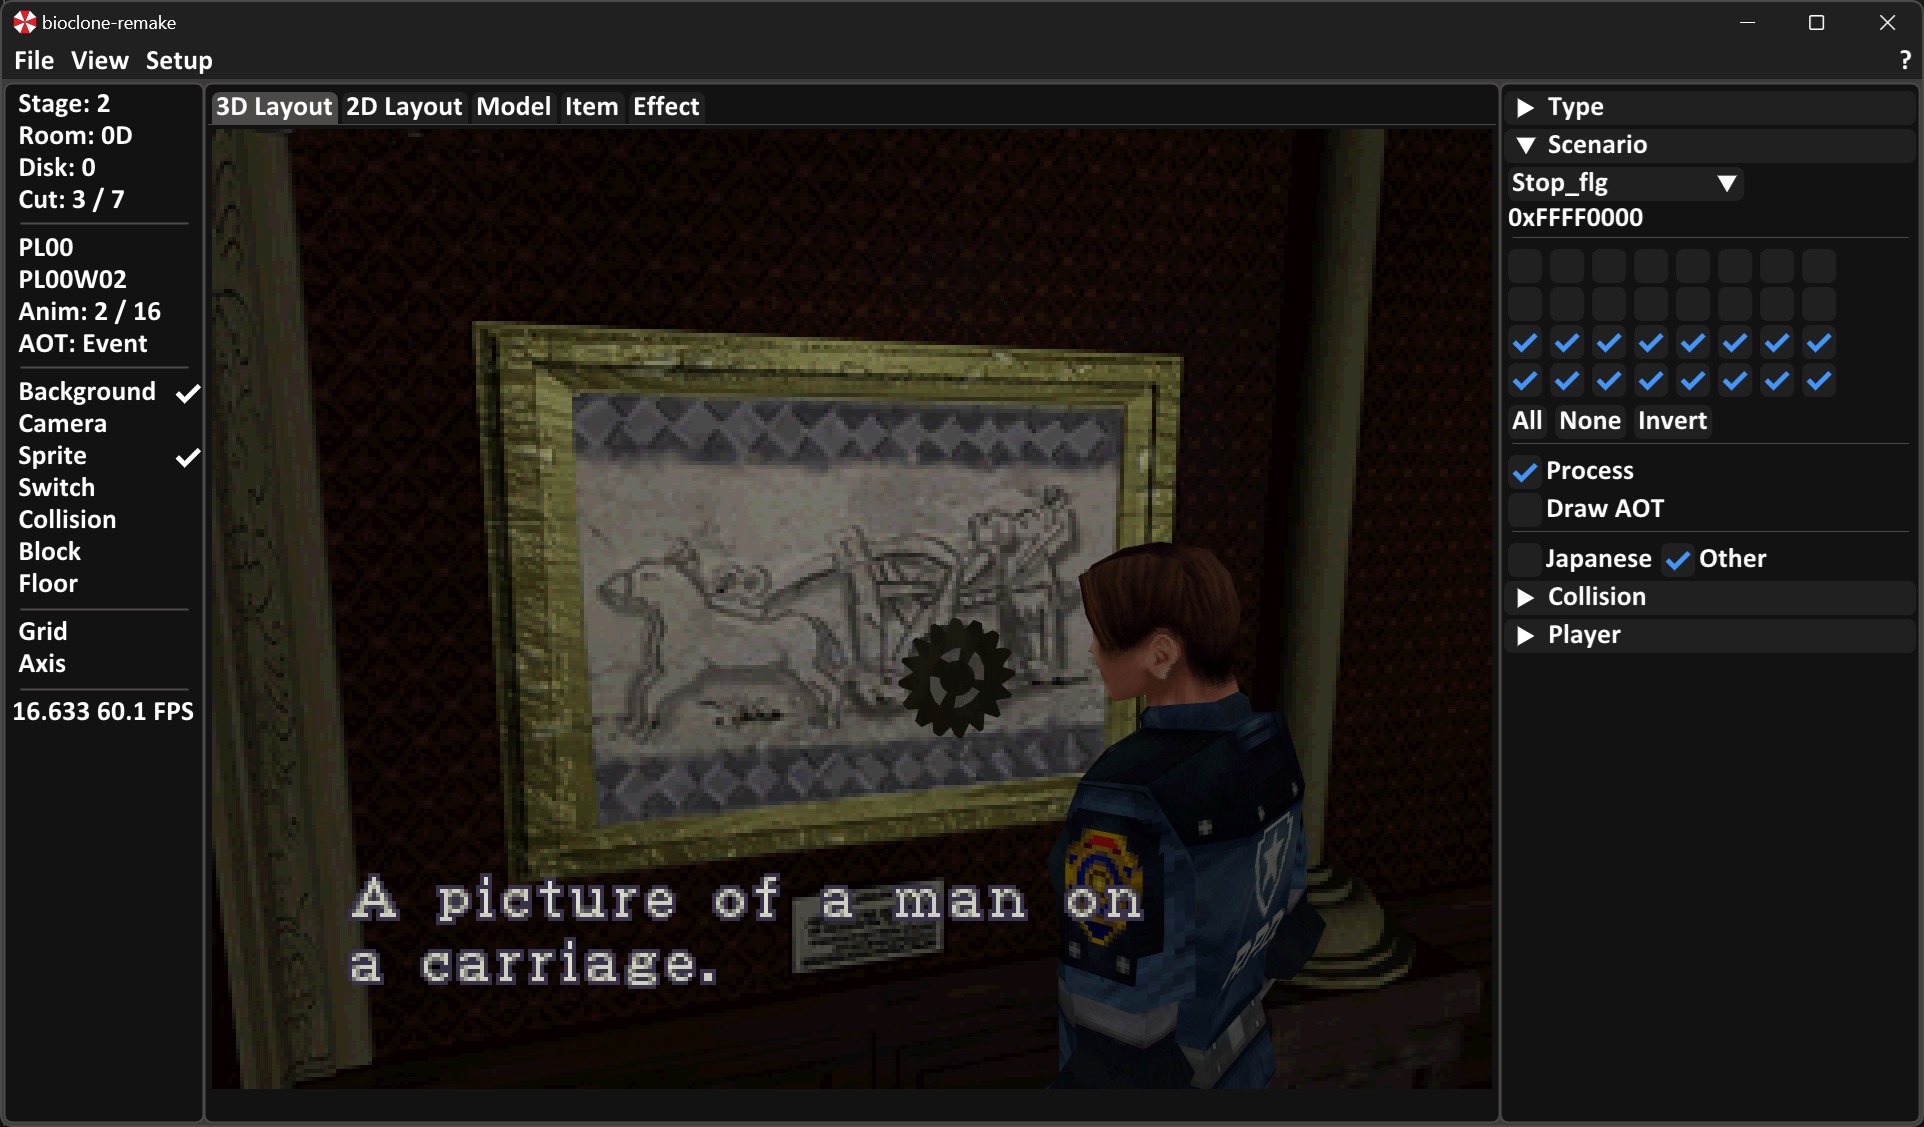 bioclone-remake
File View Setup ?
Stage: 2
Room: 0D
Disk: 0
Cut: 3 / 7
PL00
PL00W02
Anim: 2 / 16
AOT: Event
Background
Camera
Sprite
Switch
Collision
Block
Floor
Grid
Axis
16.633 60.1 FPS
3D Layout 2D Layout Model Item Effect
A picture of a man on
a carriage.
RPD
Type
Scenario
Stop_flg
0xFFFF0000
All None Invert
Process
Draw AOT
Japanese Other
Collision
Player